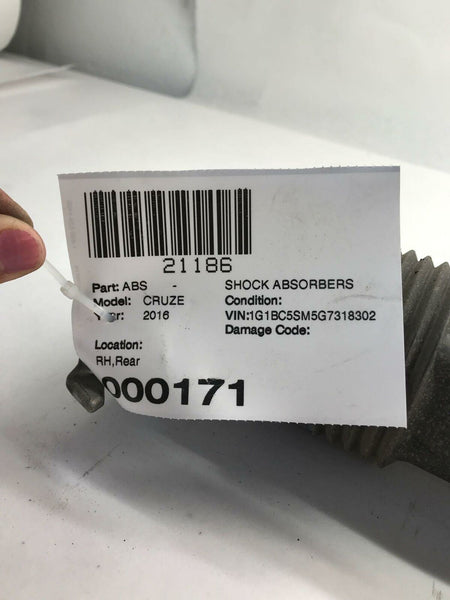 21186
Part: ABS - SHOCK ABSORBERS
Model: CRUZE Condition:
2016 VIN:1G1BC5SM5G7318302
Damage Code:
Location:
RH,Rear
000171